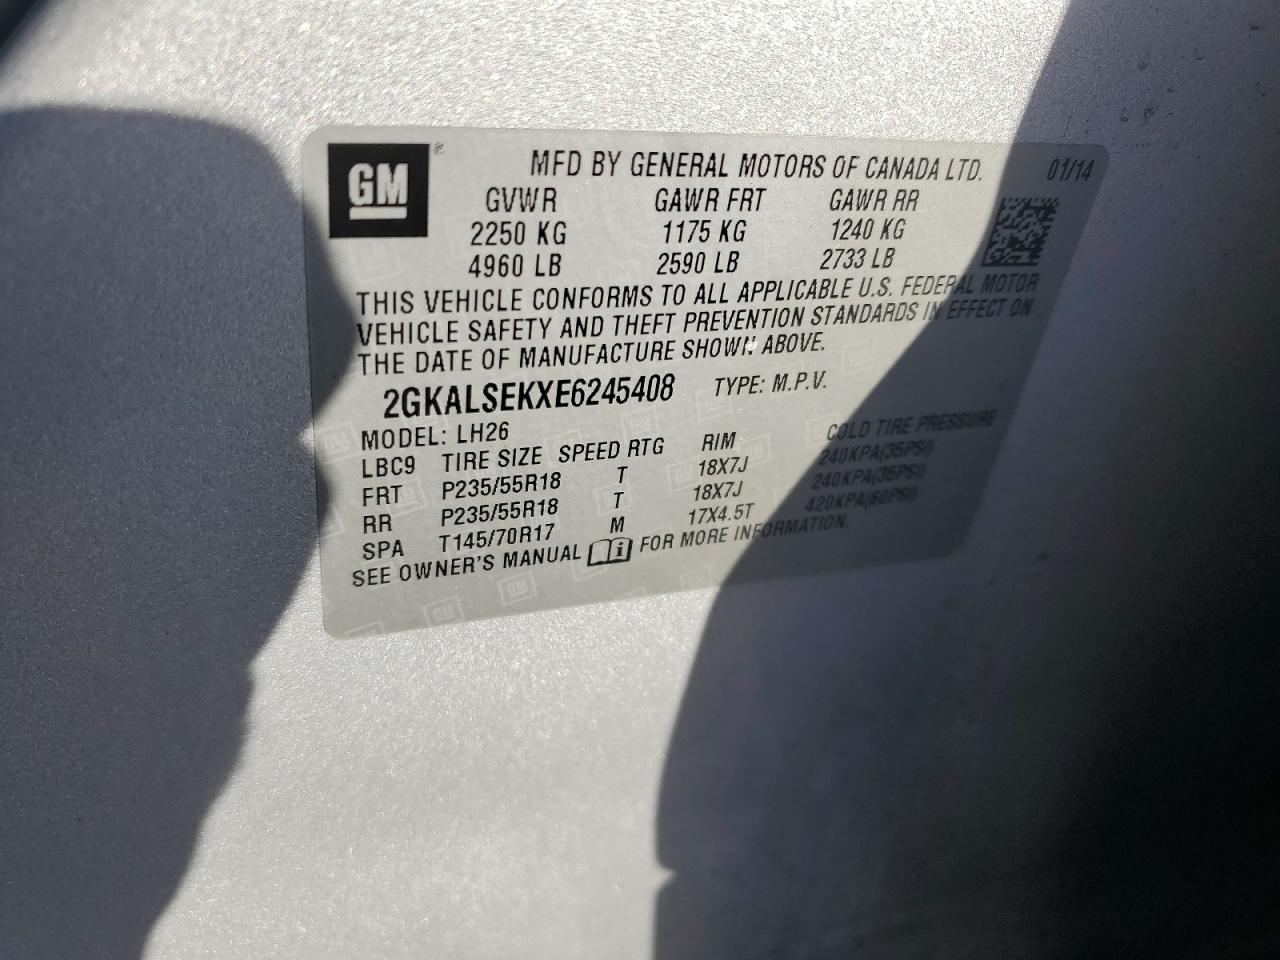 GM ® MFD BY GENERAL MOTORS OF CANADA LTD. 01/14
GVWR GAWR FRT GAWR RR
2250 KG 1175 KG 1240 KG
4960 LB 2590 LB 2733 LB
THIS VEHICLE CONFORMS TO ALL APPLICABLE U.S. FEDERAL MOTOR
VEHICLE SAFETY AND THEFT PREVENTION STANDARDS IN EFFECT ON
THE DATE OF MANUFACTURE SHOWN ABOVE.
2GKALSEKXE6245408 TYPE: M.P.V.
MODEL: LH26
LBC9 TIRE SIZE SPEED RTG RIM COLD TIRE PRESSURE
FRT P235/55R18 T 18X7J 240KPA(35PSI)
RR P235/55R18 T 18X7J 240KPA(35PSI)
SPA T145/70R17 M 17X4.5T 420KPA(60PSI)
SEE OWNER'S MANUAL FOR MORE INFORMATION.